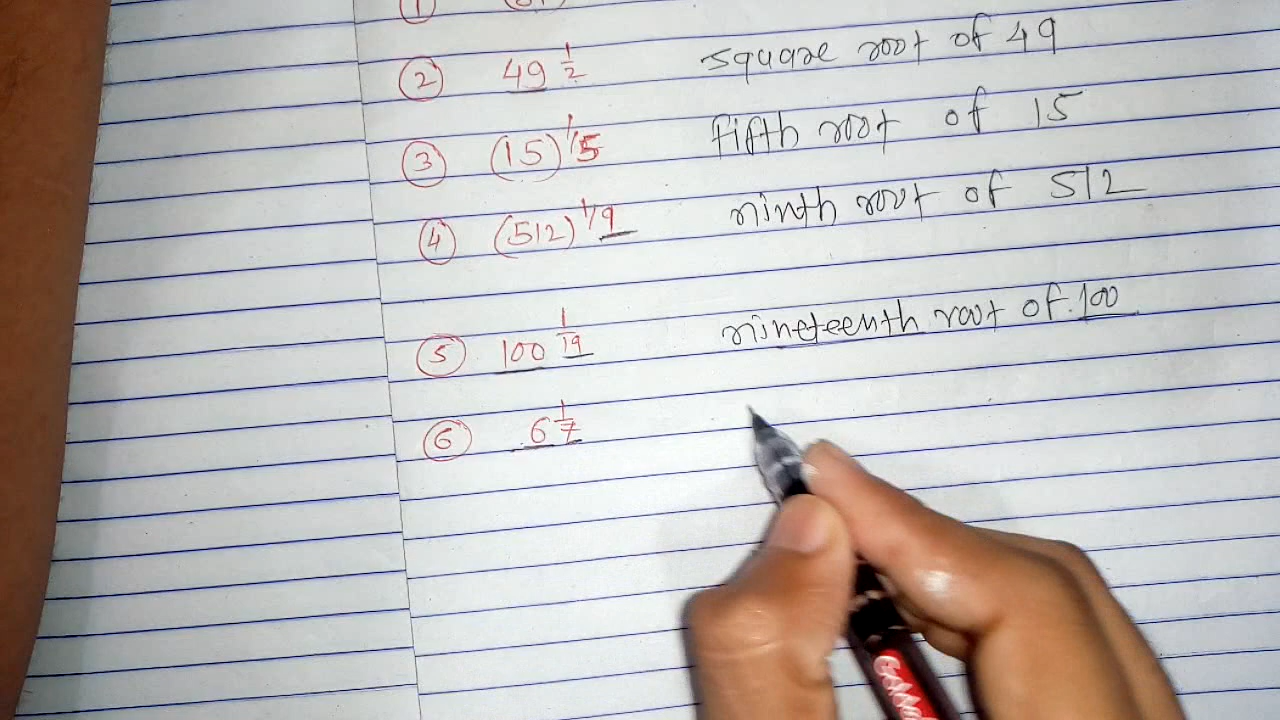 ② 49^1/2 square root of 49
③ (15)^1/5 fifth root of 15
④ (512)^1/9 ninth root of 512
⑤ 100^1/19 nineteenth root of 100
⑥ 6^1/7